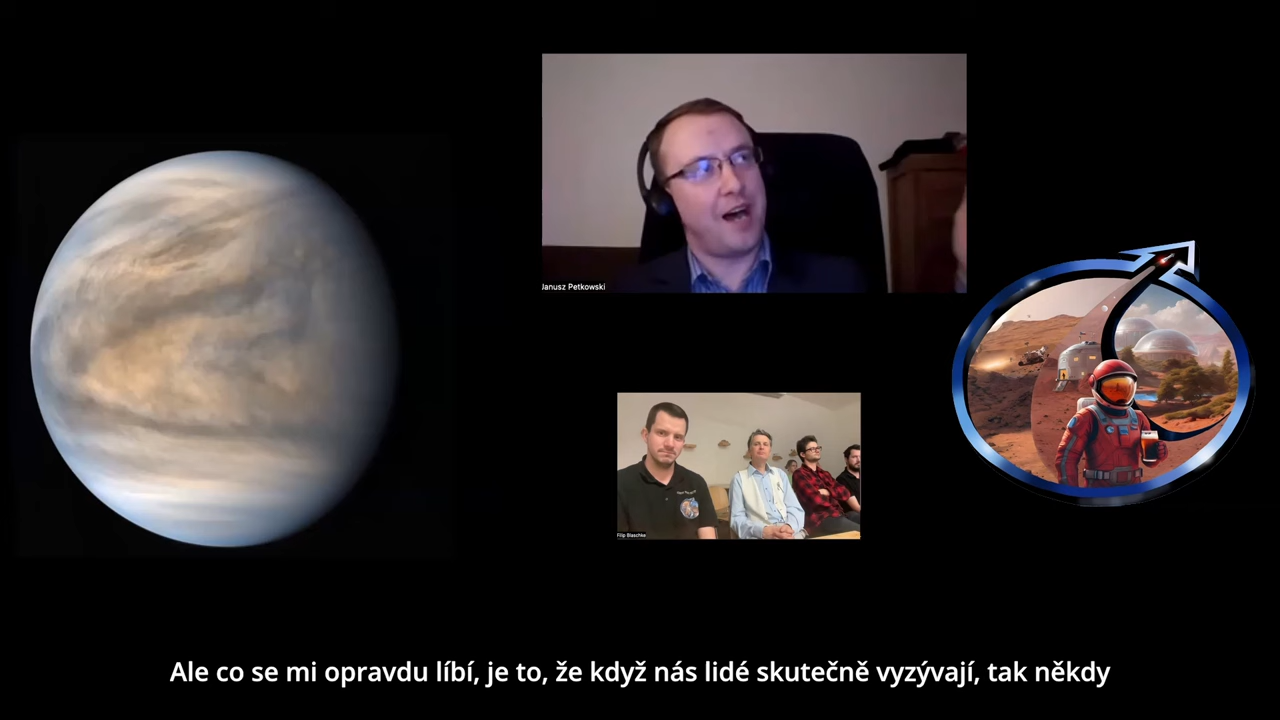 Janusz Petkowski
Filip Blaschke
Ale co se mi opravdu líbí, je to, že když nás lidé skutečně vyzývají, tak někdy